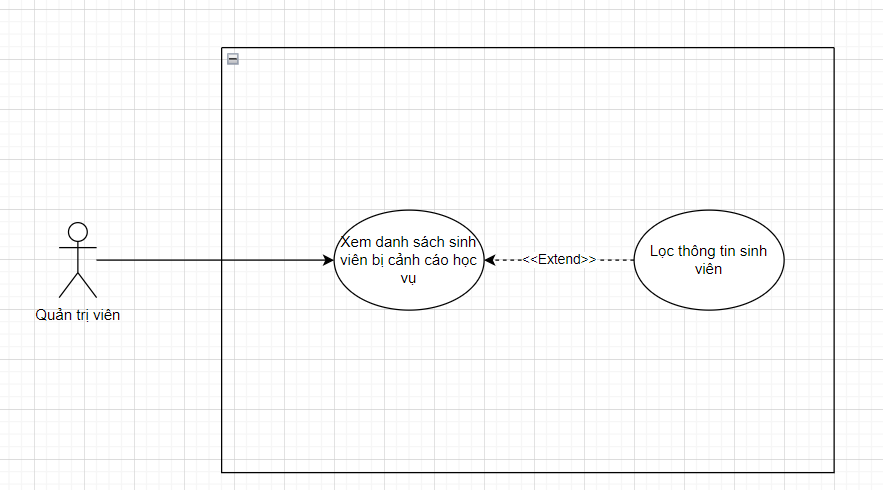 Xem danh sách sinh
viên bị cảnh cáo học
vụ
<<Extend>>
Lọc thông tin sinh
viên
Quản trị viên